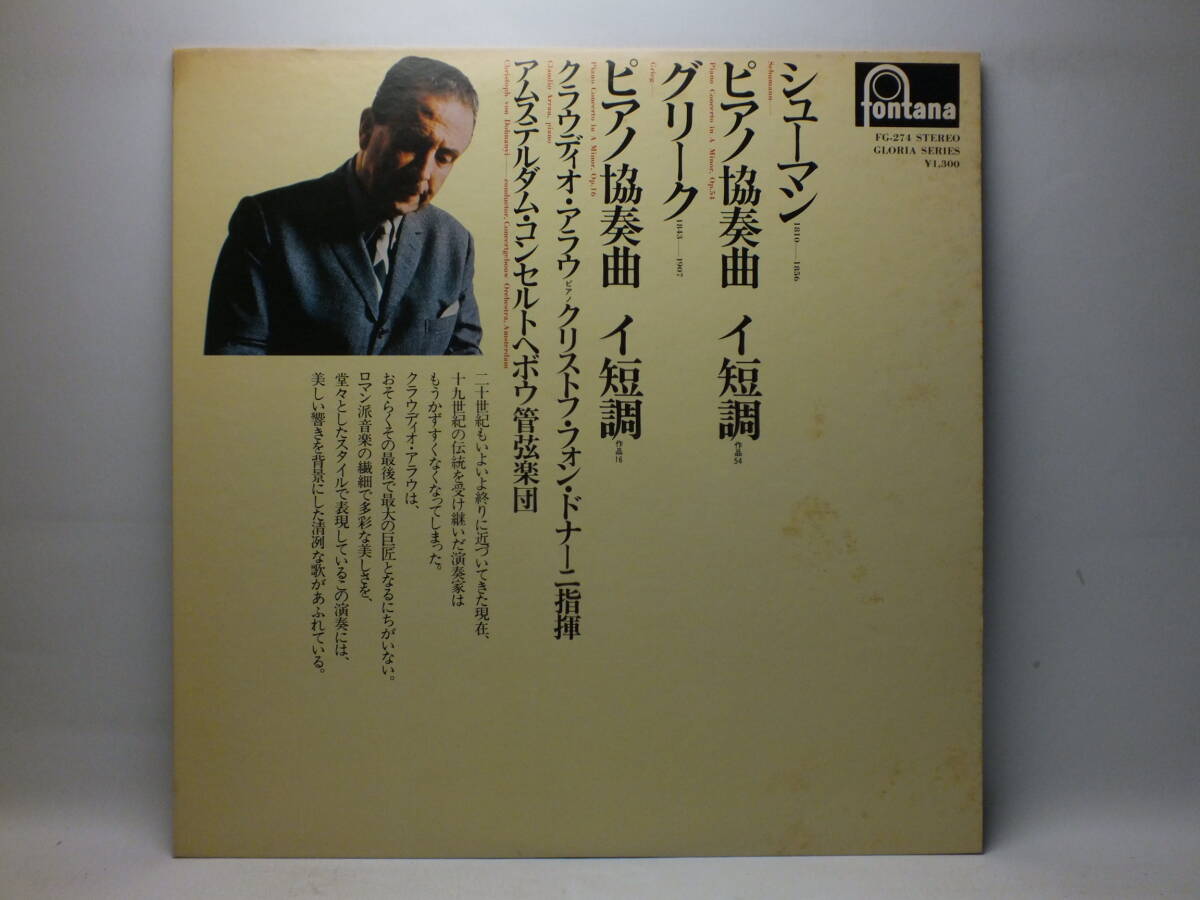 fontana
FG-274 STEREO
GLORIA SERIES
¥1,300
シューマン 1810——1856
Schumann——
ピアノ協奏曲 イ短調 作品54
Piano Concerto in A Minor, Op.54
グリーク 1843——1907
Grieg——
ピアノ協奏曲 イ短調 作品16
Piano Concerto in A Minor, Op.16
クラウディオ・アラウ ピアノ クリストフ・フォン・ドナーニ指揮
Claudio Arrau, piano
アムステルダム・コンセルトヘボウ管弦楽団
Christoph von Dohnanyi——conductor, Concertgebouw Orchestra, Amsterdam
二十世紀もいよいよ終りに近づいてきた現在、
十九世紀の伝統を受け継いだ演奏家は
もうかずすくなくなってしまった。
クラウディオ・アラウは、
おそらくその最後で最大の巨匠となるにちがいない。
ロマン派音楽の繊細で多彩な美しさを、
堂々としたスタイルで表現しているこの演奏には、
美しい響きを背景にした清冽な歌があふれている。